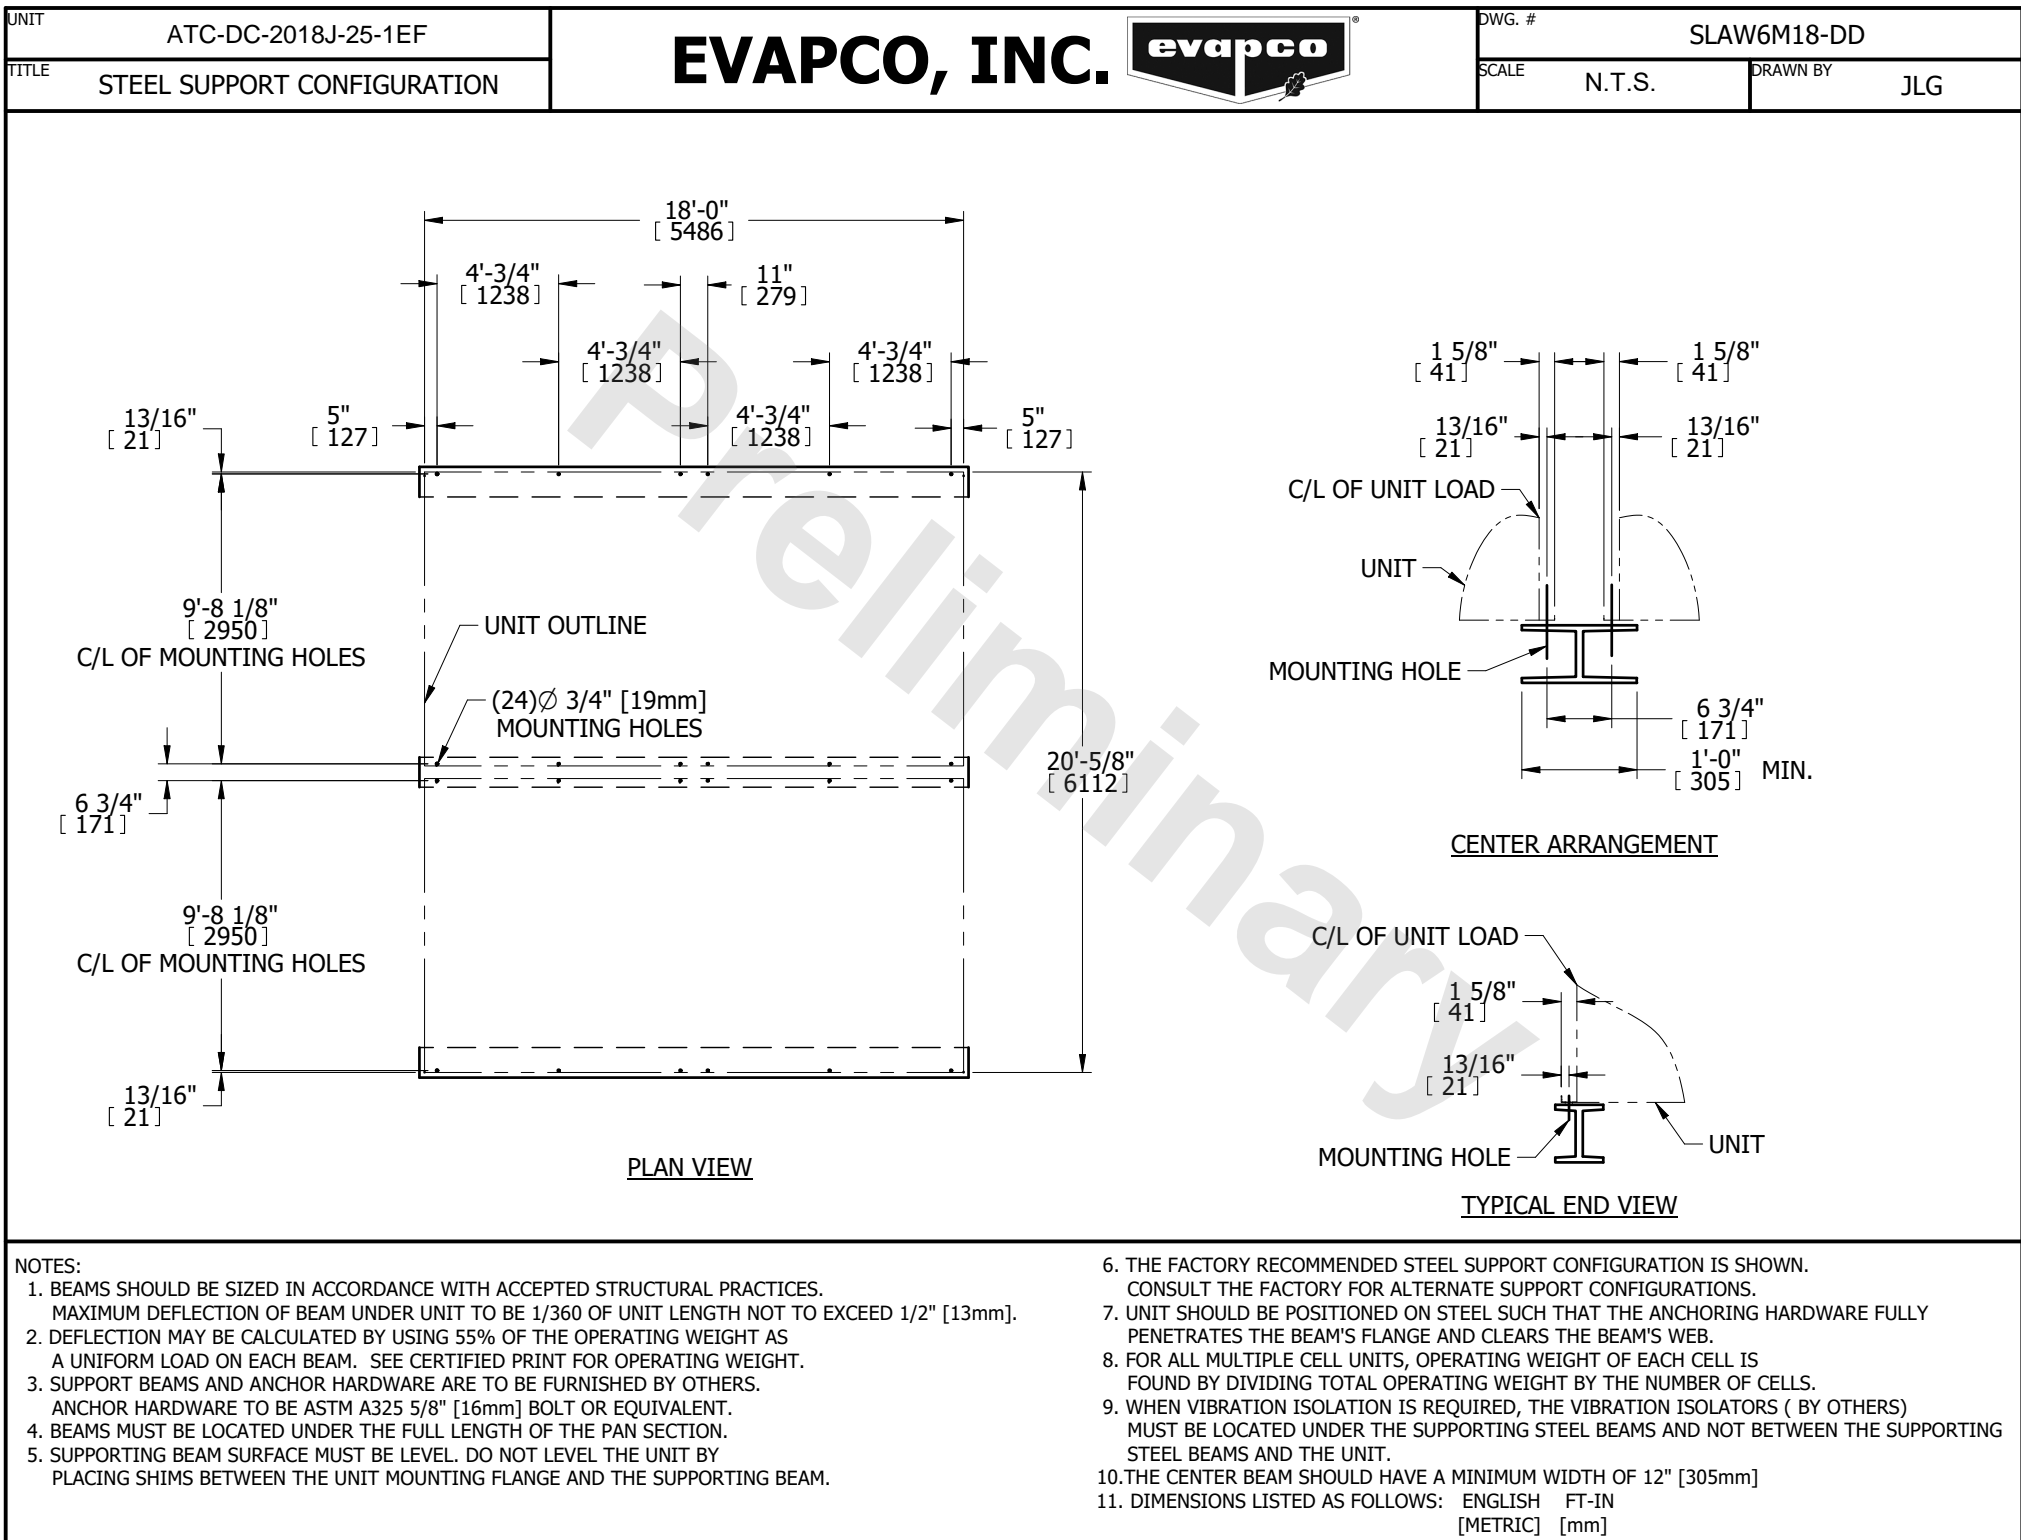 UNIT
ATC-DC-2018J-25-1EF
TITLE
STEEL SUPPORT CONFIGURATION
EVAPCO, INC.
evapco
®
DWG. #
SLAW6M18-DD
SCALE
N.T.S.
DRAWN BY
JLG
18'-0"
[ 5486 ]
4'-3/4"
[ 1238 ]
11"
[ 279 ]
4'-3/4"
[ 1238 ]
4'-3/4"
[ 1238 ]
13/16"
[ 21 ]
5"
[ 127 ]
4'-3/4"
[ 1238 ]
5"
[ 127 ]
9'-8 1/8"
[ 2950 ]
C/L OF MOUNTING HOLES
UNIT OUTLINE
(24)∅ 3/4" [19mm]
MOUNTING HOLES
20'-5/8"
[ 6112 ]
6 3/4"
[ 171 ]
9'-8 1/8"
[ 2950 ]
C/L OF MOUNTING HOLES
13/16"
[ 21 ]
PLAN VIEW
Preliminary
1 5/8"
[ 41 ]
1 5/8"
[ 41 ]
13/16"
[ 21 ]
13/16"
[ 21 ]
C/L OF UNIT LOAD
UNIT
MOUNTING HOLE
6 3/4"
[ 171 ]
1'-0"
[ 305 ] MIN.
CENTER ARRANGEMENT
C/L OF UNIT LOAD
1 5/8"
[ 41 ]
13/16"
[ 21 ]
MOUNTING HOLE
UNIT
TYPICAL END VIEW
NOTES:
1. BEAMS SHOULD BE SIZED IN ACCORDANCE WITH ACCEPTED STRUCTURAL PRACTICES.
MAXIMUM DEFLECTION OF BEAM UNDER UNIT TO BE 1/360 OF UNIT LENGTH NOT TO EXCEED 1/2" [13mm].
2. DEFLECTION MAY BE CALCULATED BY USING 55% OF THE OPERATING WEIGHT AS
A UNIFORM LOAD ON EACH BEAM. SEE CERTIFIED PRINT FOR OPERATING WEIGHT.
3. SUPPORT BEAMS AND ANCHOR HARDWARE ARE TO BE FURNISHED BY OTHERS.
ANCHOR HARDWARE TO BE ASTM A325 5/8" [16mm] BOLT OR EQUIVALENT.
4. BEAMS MUST BE LOCATED UNDER THE FULL LENGTH OF THE PAN SECTION.
5. SUPPORTING BEAM SURFACE MUST BE LEVEL. DO NOT LEVEL THE UNIT BY
PLACING SHIMS BETWEEN THE UNIT MOUNTING FLANGE AND THE SUPPORTING BEAM.
6. THE FACTORY RECOMMENDED STEEL SUPPORT CONFIGURATION IS SHOWN.
CONSULT THE FACTORY FOR ALTERNATE SUPPORT CONFIGURATIONS.
7. UNIT SHOULD BE POSITIONED ON STEEL SUCH THAT THE ANCHORING HARDWARE FULLY
PENETRATES THE BEAM'S FLANGE AND CLEARS THE BEAM'S WEB.
8. FOR ALL MULTIPLE CELL UNITS, OPERATING WEIGHT OF EACH CELL IS
FOUND BY DIVIDING TOTAL OPERATING WEIGHT BY THE NUMBER OF CELLS.
9. WHEN VIBRATION ISOLATION IS REQUIRED, THE VIBRATION ISOLATORS ( BY OTHERS)
MUST BE LOCATED UNDER THE SUPPORTING STEEL BEAMS AND NOT BETWEEN THE SUPPORTING
STEEL BEAMS AND THE UNIT.
10.THE CENTER BEAM SHOULD HAVE A MINIMUM WIDTH OF 12" [305mm]
11. DIMENSIONS LISTED AS FOLLOWS: ENGLISH FT-IN
[METRIC] [mm]